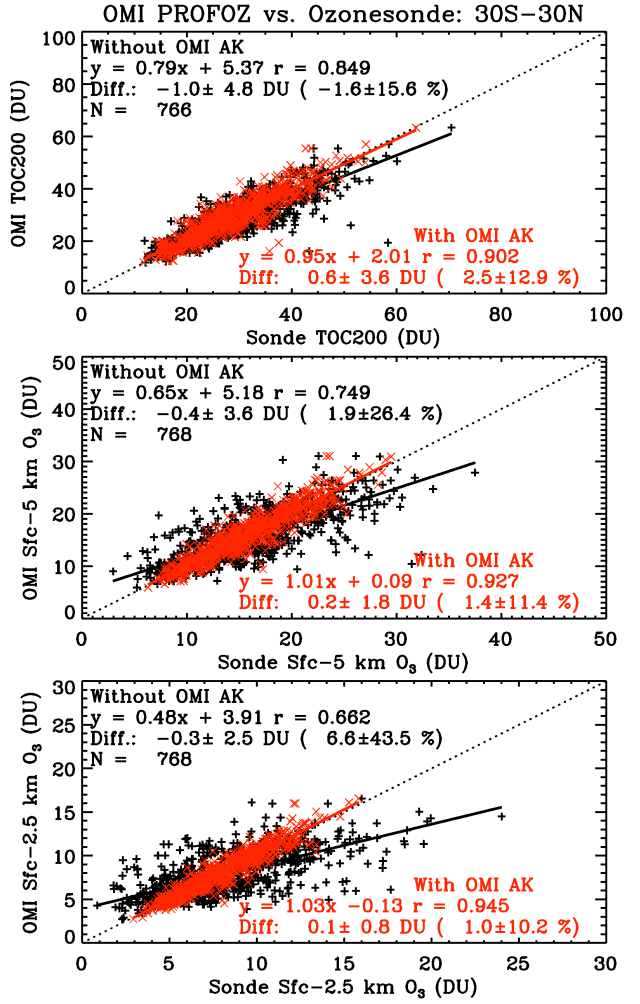 OMI PROFOZ vs. Ozonesonde: 30S-30N
100
80
60
40
20
0
OMI TOC200 (DU)
Without OMI AK
y = 0.79x + 5.37 r = 0.849
Diff.: -1.0± 4.8 DU ( -1.6±15.6 %)
N = 766
With OMI AK
y = 0.95x + 2.01 r = 0.902
Diff: 0.6± 3.6 DU ( 2.5±12.9 %)
0 20 40 60 80 100
Sonde TOC200 (DU)
50
40
30
20
10
0
OMI Sfc-5 km O3 (DU)
Without OMI AK
y = 0.65x + 5.18 r = 0.749
Diff.: -0.4± 3.6 DU ( 1.9±26.4 %)
N = 768
With OMI AK
y = 1.01x + 0.09 r = 0.927
Diff: 0.2± 1.8 DU ( 1.4±11.4 %)
0 10 20 30 40 50
Sonde Sfc-5 km O3 (DU)
30
25
20
15
10
5
0
OMI Sfc-2.5 km O3 (DU)
Without OMI AK
y = 0.48x + 3.91 r = 0.662
Diff.: -0.3± 2.5 DU ( 6.6±43.5 %)
N = 768
With OMI AK
y = 1.03x -0.13 r = 0.945
Diff: 0.1± 0.8 DU ( 1.0±10.2 %)
0 5 10 15 20 25 30
Sonde Sfc-2.5 km O3 (DU)